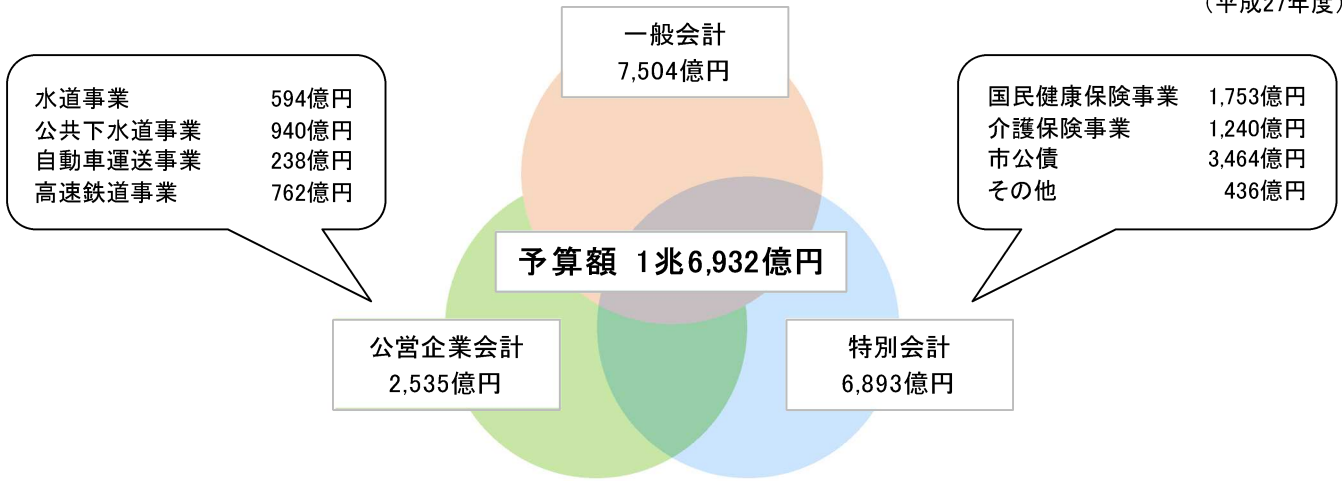 （平成27年度）
一般会計
7,504億円
水道事業 594億円
公共下水道事業 940億円
自動車運送事業 238億円
高速鉄道事業 762億円
国民健康保険事業 1,753億円
介護保険事業 1,240億円
市公債 3,464億円
その他 436億円
予算額 1兆6,932億円
公営企業会計
2,535億円
特別会計
6,893億円